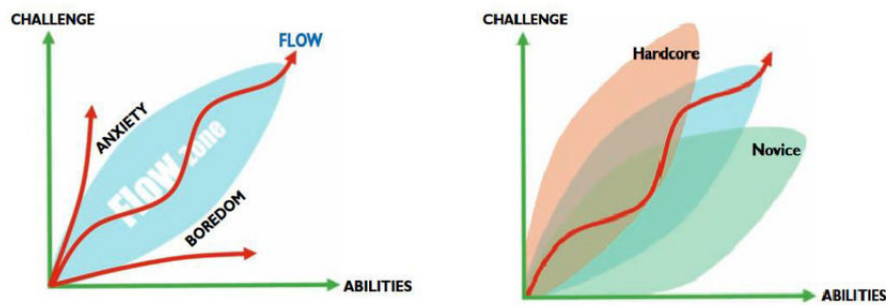 CHALLENGE
FLOW
ANXIETY
Flow zone
BOREDOM
ABILITIES
CHALLENGE
Hardcore
Novice
ABILITIES